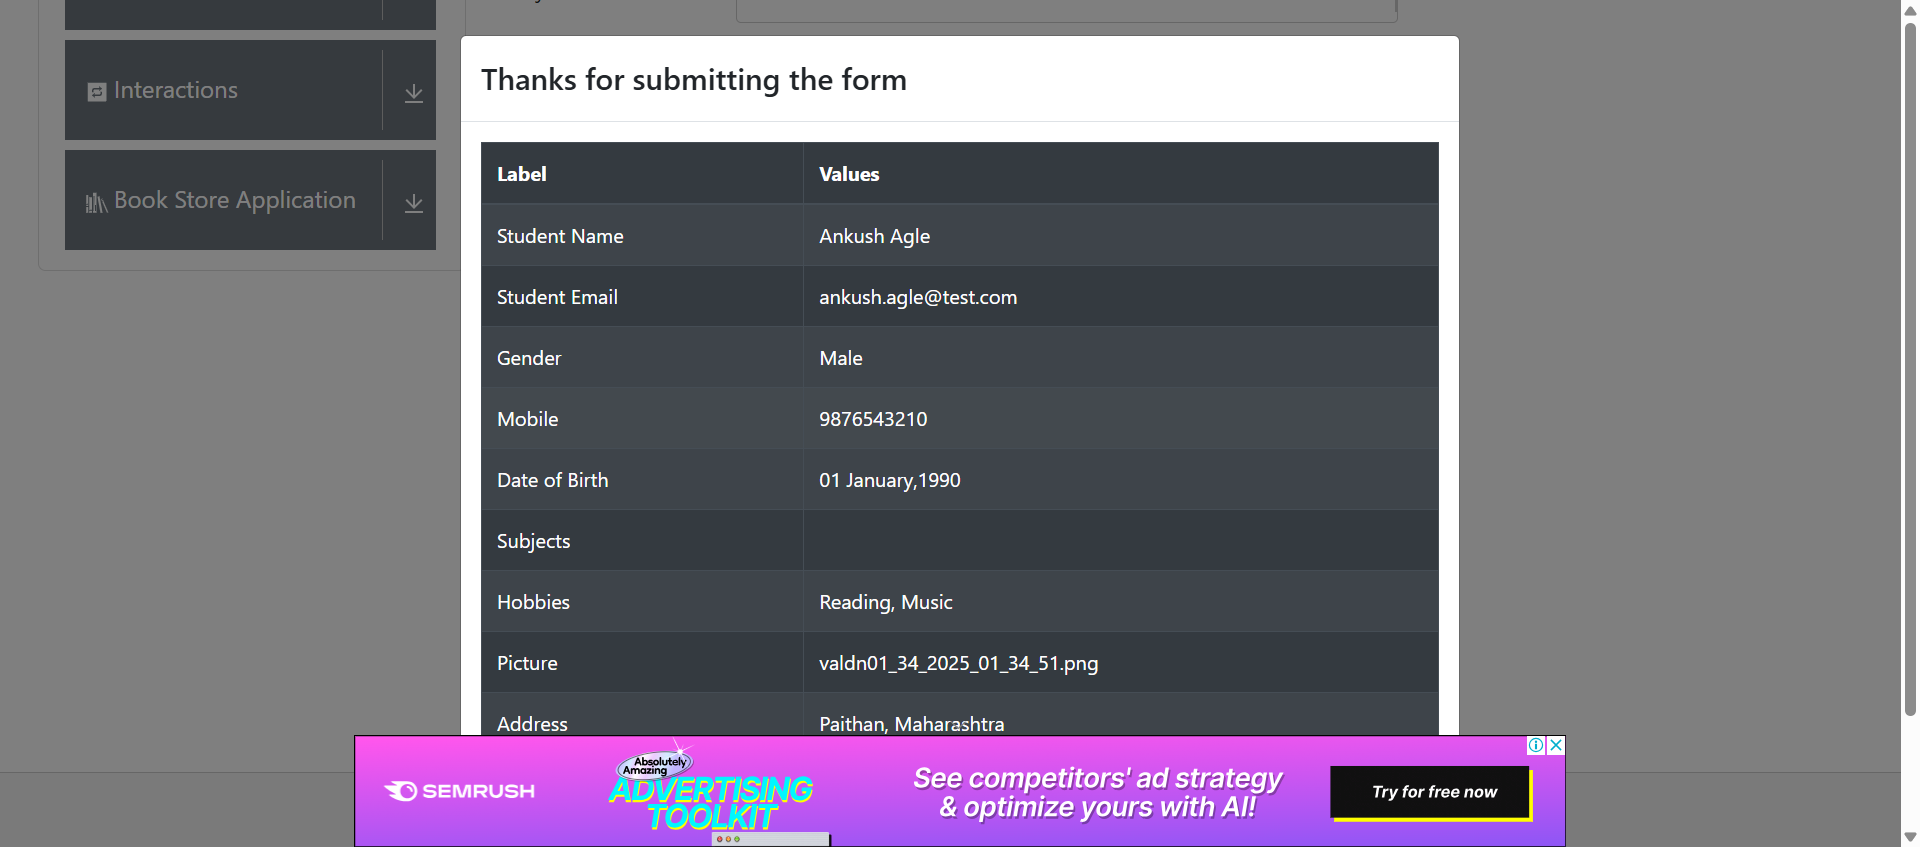 Interactions
Book Store Application
Thanks for submitting the form
Label Values
Student Name Ankush Agle
Student Email ankush.agle@test.com
Gender Male
Mobile 9876543210
Date of Birth 01 January,1990
Subjects
Hobbies Reading, Music
Picture valdn01_34_2025_01_34_51.png
Address Paithan, Maharashtra
SEMRUSH
Absolutely
Amazing
ADVERTISING
TOOLKIT
See competitors' ad strategy
& optimize yours with AI!
Try for free now